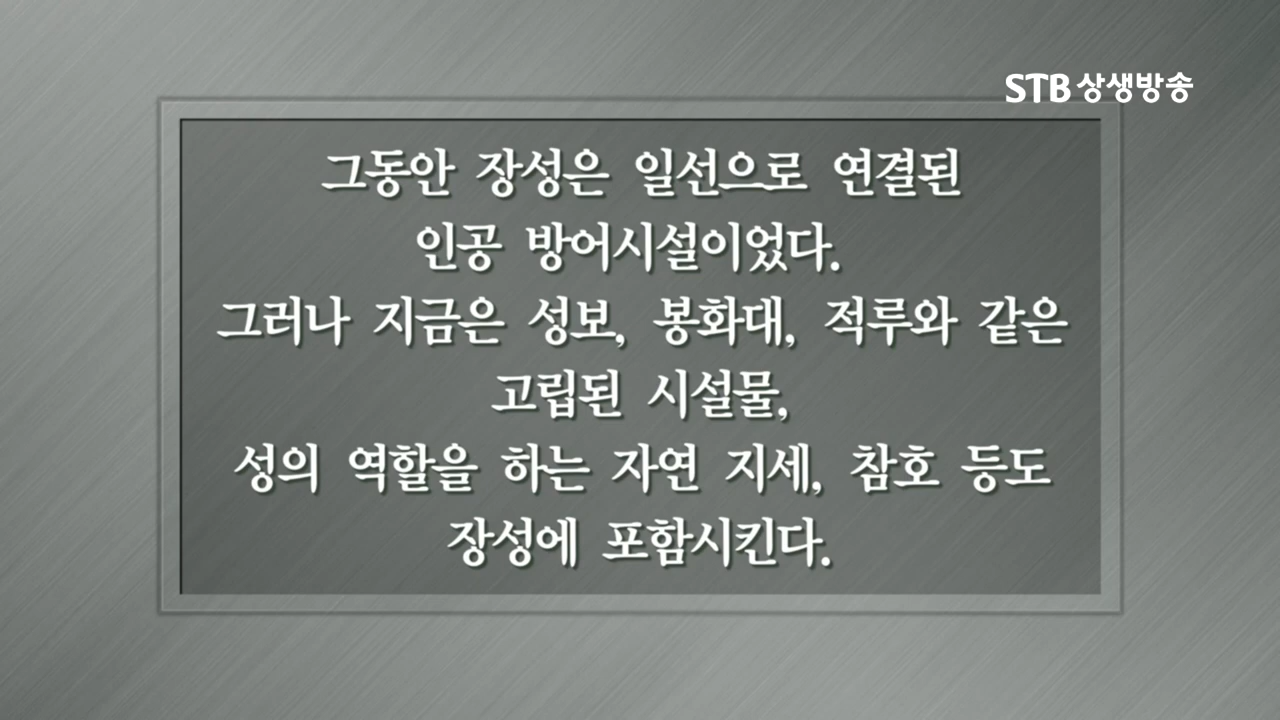 STB 상생방송
그동안 장성은 일선으로 연결된
인공 방어시설이었다.
그러나 지금은 성보, 봉화대, 적루와 같은
고립된 시설물,
성의 역할을 하는 자연 지세, 참호 등도
장성에 포함시킨다.